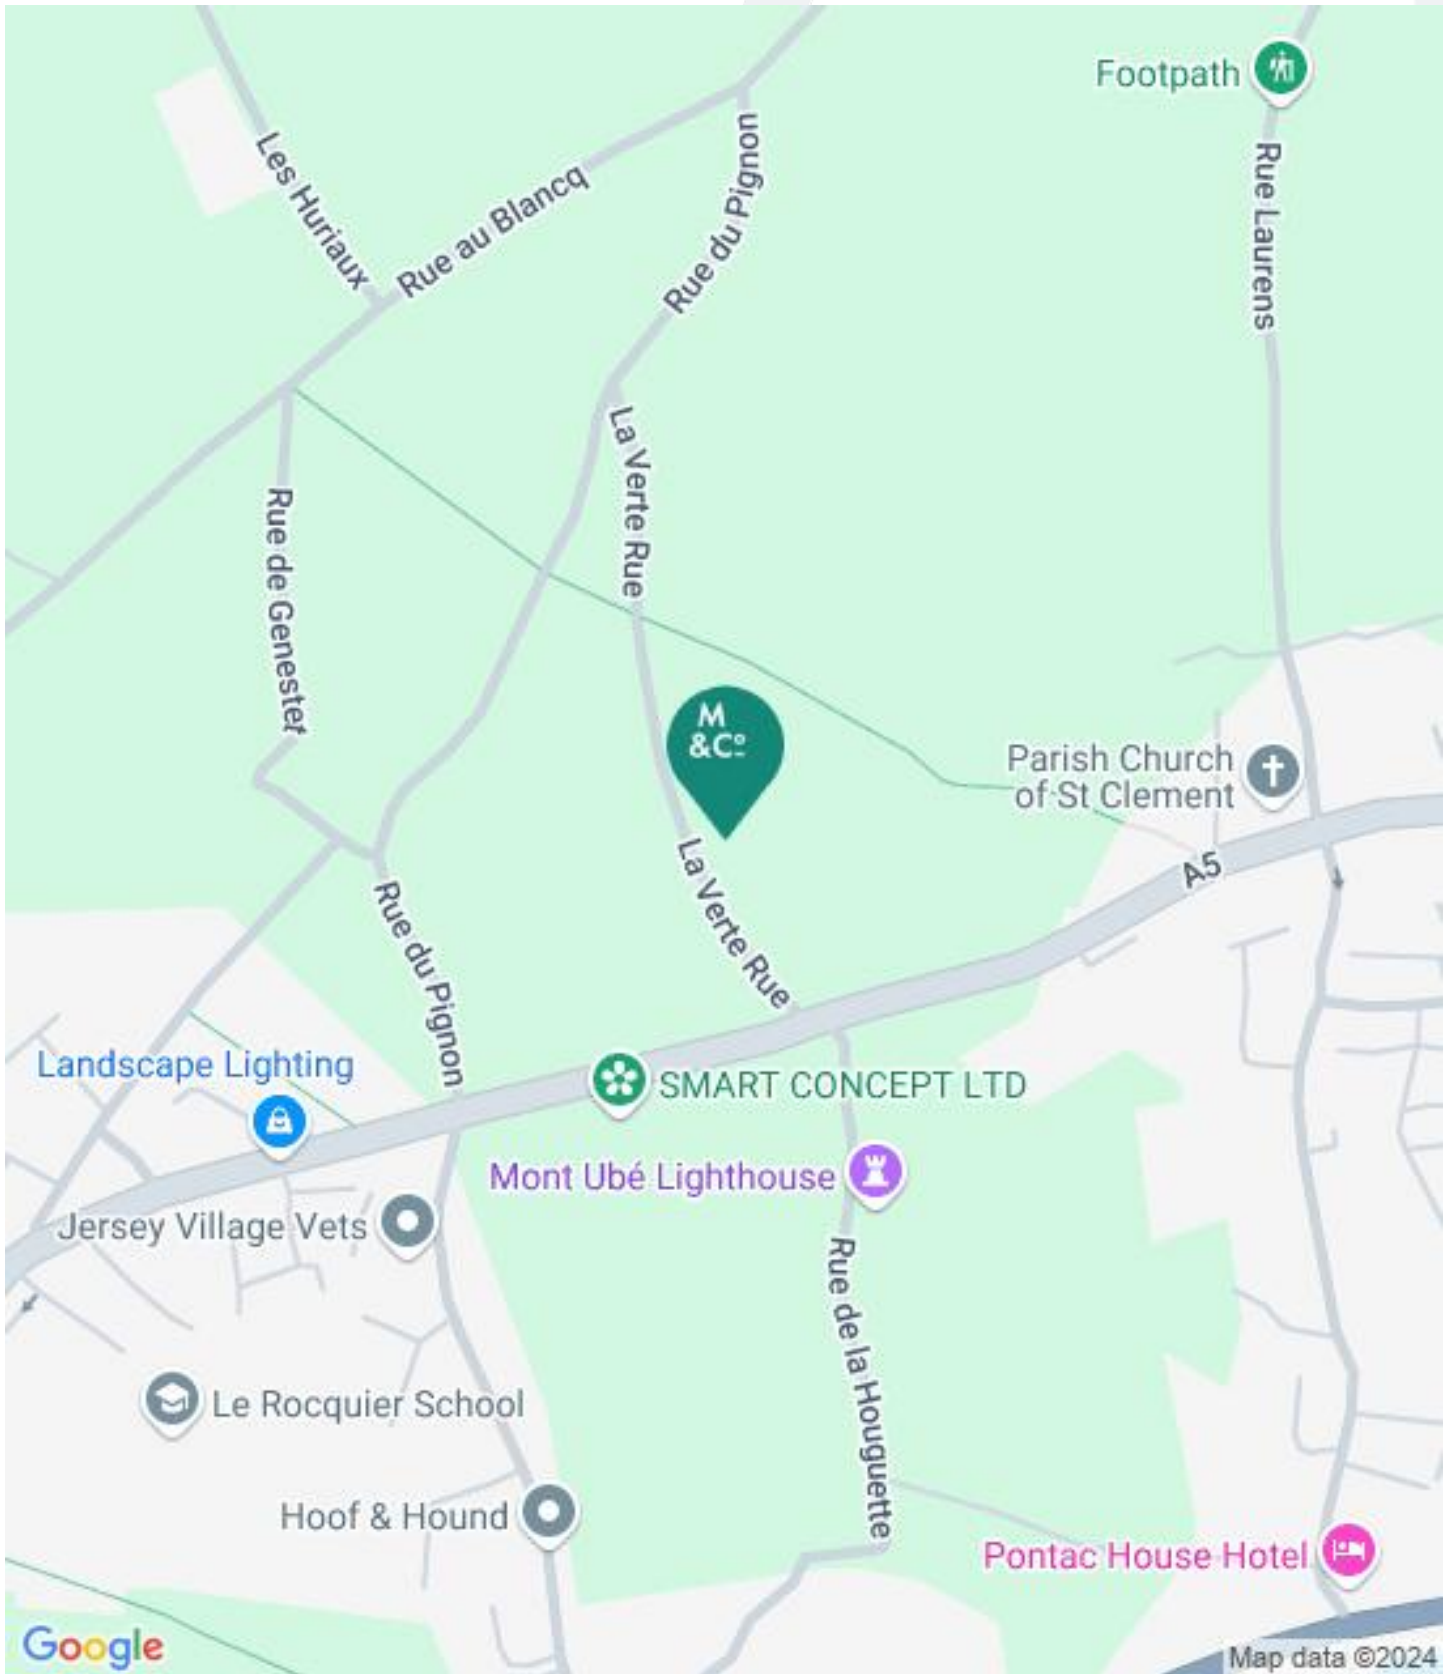 Footpath
Les Huriaux
Rue au Blancq
Rue du Pignon
Rue Laurens
La Verte Rue
Rue de Genestet
M
&Cº
Parish Church
of St Clement
La Verte Rue
A5
Rue du Pignon
Landscape Lighting
SMART CONCEPT LTD
Mont Ubé Lighthouse
Jersey Village Vets
Rue de la Houguette
Le Rocquier School
Hoof & Hound
Pontac House Hotel
Google
Map data ©2024